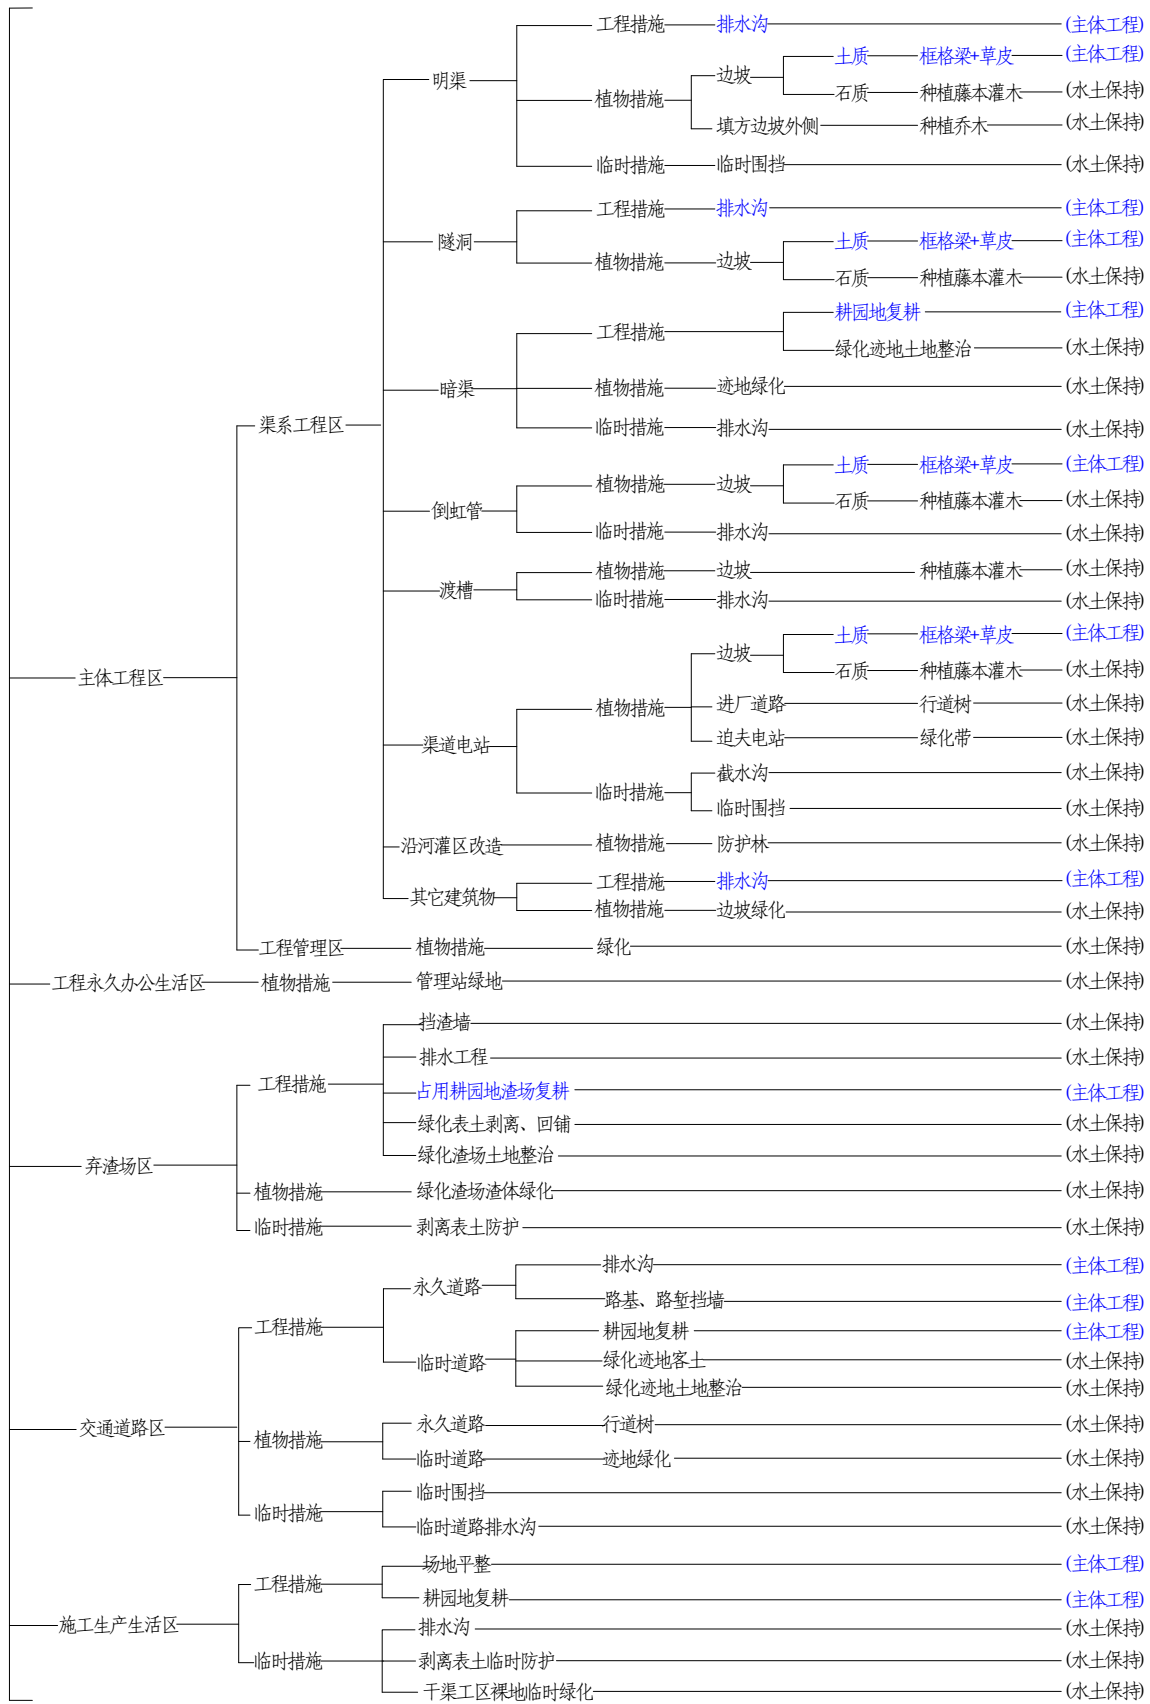 工程措施 排水沟 (主体工程)
土质 框格梁+草皮 (主体工程)
边坡
明渠
石质 种植藤本灌木 (水土保持)
植物措施
填方边坡外侧 种植乔木 (水土保持)
临时措施 临时围挡 (水土保持)
工程措施 排水沟 (主体工程)
隧洞 土质 框格梁+草皮 (主体工程)
植物措施 边坡
石质 种植藤本灌木 (水土保持)
耕园地复耕 (主体工程)
工程措施
绿化迹地土地整治 (水土保持)
暗渠 植物措施 迹地绿化 (水土保持)
渠系工程区 临时措施 排水沟 (水土保持)
土质 框格梁+草皮 (主体工程)
植物措施 边坡
石质 种植藤本灌木 (水土保持)
倒虹管
临时措施 排水沟 (水土保持)
植物措施 边坡 种植藤本灌木 (水土保持)
渡槽
临时措施 排水沟 (水土保持)
土质 框格梁+草皮 (主体工程)
边坡
主体工程区 石质 种植藤本灌木 (水土保持)
植物措施 进厂道路 行道树 (水土保持)
渠道电站 迫夫电站 绿化带 (水土保持)
截水沟 (水土保持)
临时措施
临时围挡 (水土保持)
沿河灌区改造 植物措施 防护林 (水土保持)
工程措施 排水沟 (主体工程)
其它建筑物
植物措施 边坡绿化 (水土保持)
工程管理区 植物措施 绿化 (水土保持)
工程永久办公生活区 植物措施 管理站绿地 (水土保持)
挡渣墙 (水土保持)
排水工程 (水土保持)
工程措施 占用耕园地渣场复耕 (主体工程)
绿化表土剥离、回铺 (水土保持)
绿化渣场土地整治 (水土保持)
弃渣场区
植物措施 绿化渣场渣体绿化 (水土保持)
临时措施 剥离表土防护 (水土保持)
排水沟 (主体工程)
永久道路
路基、路堑挡墙 (主体工程)
工程措施 耕园地复耕 (主体工程)
临时道路 绿化迹地客土 (水土保持)
绿化迹地土地整治 (水土保持)
交通道路区 永久道路 行道树 (水土保持)
植物措施
临时道路 迹地绿化 (水土保持)
临时围挡 (水土保持)
临时措施
临时道路排水沟 (水土保持)
场地平整 (主体工程)
工程措施
耕园地复耕 (主体工程)
施工生产生活区 排水沟 (水土保持)
临时措施 剥离表土临时防护 (水土保持)
干渠工区裸地临时绿化 (水土保持)